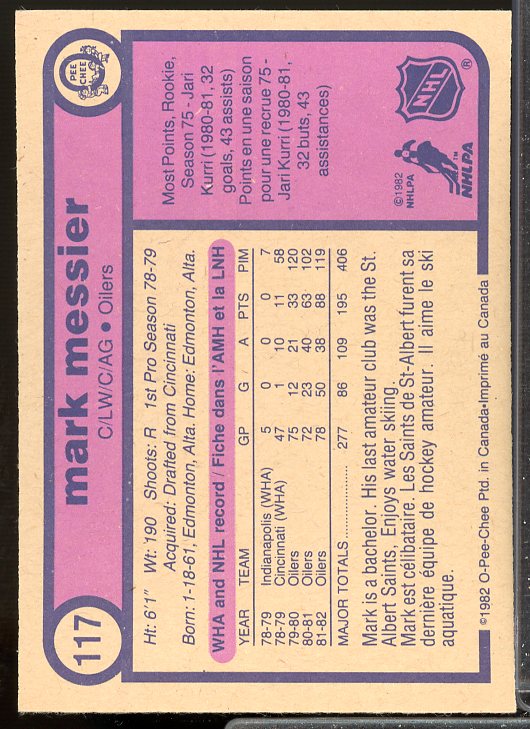 117
mark messier
C/LW/C/AG • Oilers
O
PEE
CHEE
Ht: 6'1" Wt: 190 Shoots: R 1st Pro Season 78-79
Acquired: Drafted from Cincinnati
Born: 1-18-61, Edmonton, Alta. Home: Edmonton, Alta.
WHA and NHL record / Fiche dans l'AMH et la LNH
YEAR TEAM GP G A PTS PIM
78-79 Indianapolis (WHA) 5 0 0 0 7
78-79 Cincinnati (WHA) 47 1 10 11 58
79-80 Oilers 75 12 21 33 120
80-81 Oilers 72 23 40 63 102
81-82 Oilers 78 50 38 88 119
MAJOR TOTALS .................... 277 86 109 195 406
Mark is a bachelor. His last amateur club was the St.
Albert Saints, Enjoys water skiing.
Mark est célibataire. Les Saints de St-Albert furent sa
dernière équipe de hockey amateur. Il aime le ski
aquatique.
Most Points, Rookie,
Season 75 - Jari
Kurri (1980-81, 32
goals, 43 assists)
Points en une saison
pour une recrue 75 -
Jari Kurri (1980-81,
32 buts, 43
assistances)
NHL
®
©1982
NHLPA
NHLPA
TM
©1982 O-Pee-Chee Ptd. in Canada-Imprimé au Canada